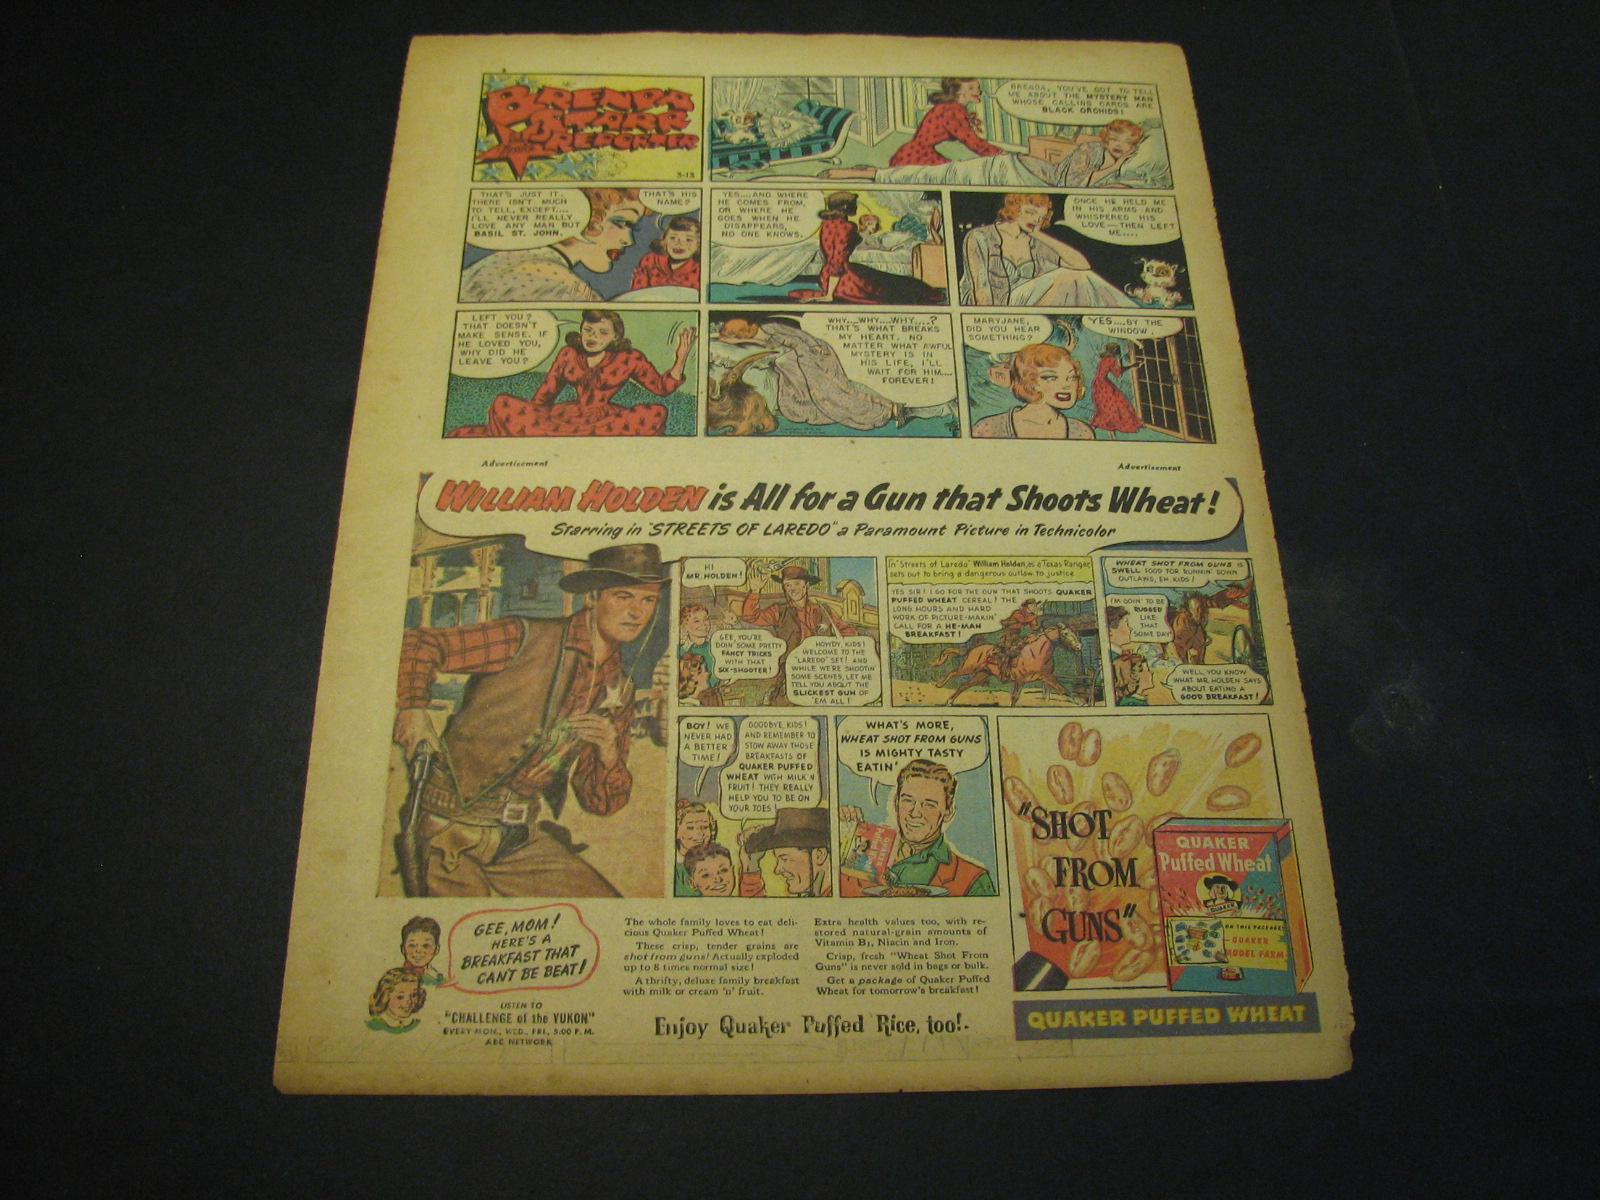 BRENDA
STARR
REPORTER
3-13
BRENDA, YOU'VE GOT TO TELL
ME ABOUT THE MYSTERY MAN
WHOSE CALLING CARDS ARE
BLACK ORCHIDS!
THAT'S JUST IT.
THERE ISN'T MUCH
TO TELL, EXCEPT....
I'LL NEVER REALLY
LOVE ANY MAN BUT
BASIL ST. JOHN.
THAT'S HIS
NAME?
YES....AND WHERE
HE COMES FROM,
OR WHERE HE
GOES WHEN HE
DISAPPEARS,
NO ONE KNOWS.
ONCE HE HELD ME
IN HIS ARMS AND
WHISPERED HIS
LOVE—THEN LEFT
ME....
LEFT YOU?
THAT DOESN'T
MAKE SENSE. IF
HE LOVED YOU,
WHY DID HE
LEAVE YOU?
WHY....WHY....WHY....?
THAT'S WHAT BREAKS
MY HEART. NO
MATTER WHAT AWFUL
MYSTERY IS IN
HIS LIFE, I'LL
WAIT FOR HIM....
FOREVER!
MARYJANE,
DID YOU HEAR
SOMETHING?
YES....BY THE
WINDOW.
Advertisement
Advertisement
WILLIAM HOLDEN is All for a Gun that Shoots Wheat!
Starring in "STREETS OF LAREDO" a Paramount Picture in Technicolor
HI
MR. HOLDEN!
GEE, YOU'RE
DOIN' SOME PRETTY
FANCY TRICKS
WITH THAT
SIX-SHOOTER!
HOWDY, KIDS!
WELCOME TO THE
"LAREDO" SET! AND
WHILE WE'RE SHOOTIN'
SOME SCENES, LET ME
TELL YOU ABOUT THE
SLICKEST GUN OF
'EM ALL!
In "Streets of Laredo" William Holden, as a Texas Ranger,
sets out to bring a dangerous outlaw to justice
YES SIR! I GO FOR THE GUN THAT SHOOTS QUAKER
PUFFED WHEAT CEREAL! THE
LONG HOURS AND HARD
WORK OF PICTURE-MAKIN'
CALL FOR A HE-MAN
BREAKFAST!
WHEAT SHOT FROM GUNS IS
SWELL FOOD FOR RUNNIN' DOWN
OUTLAWS, EH, KIDS!
I'M GOIN' TO BE
RUGGED
LIKE
THAT
SOME DAY
WELL, YOU KNOW
WHAT MR. HOLDEN SAYS
ABOUT EATING A
GOOD BREAKFAST!
BOY! WE
NEVER HAD
A BETTER
TIME!
GOODBYE, KIDS!
AND REMEMBER TO
STOW AWAY THOSE
BREAKFASTS OF
QUAKER PUFFED
WHEAT WITH MILK 'N'
FRUIT! THEY REALLY
HELP YOU TO BE ON
YOUR TOES!
WHAT'S MORE,
WHEAT SHOT FROM GUNS
IS MIGHTY TASTY
EATIN'
"SHOT
FROM
GUNS"
QUAKER
Puffed Wheat
QUAKER
ON THIS PACKAGE
QUAKER
MODEL FARM
GEE, MOM!
HERE'S A
BREAKFAST THAT
CAN'T BE BEAT!
LISTEN TO
"CHALLENGE of the YUKON"
EVERY MON., WED., FRI., 5:00 P. M.
ABC NETWORK
The whole family loves to eat deli-
cious Quaker Puffed Wheat!
These crisp, tender grains are
shot from guns! Actually exploded
up to 8 times normal size!
A thrifty, deluxe family breakfast
with milk or cream 'n' fruit.
Extra health values too, with re-
stored natural-grain amounts of
Vitamin B1, Niacin and Iron.
Crisp, fresh "Wheat Shot From
Guns" is never sold in bags or bulk.
Get a package of Quaker Puffed
Wheat for tomorrow's breakfast!
Enjoy Quaker Puffed Rice, too!
QUAKER PUFFED WHEAT